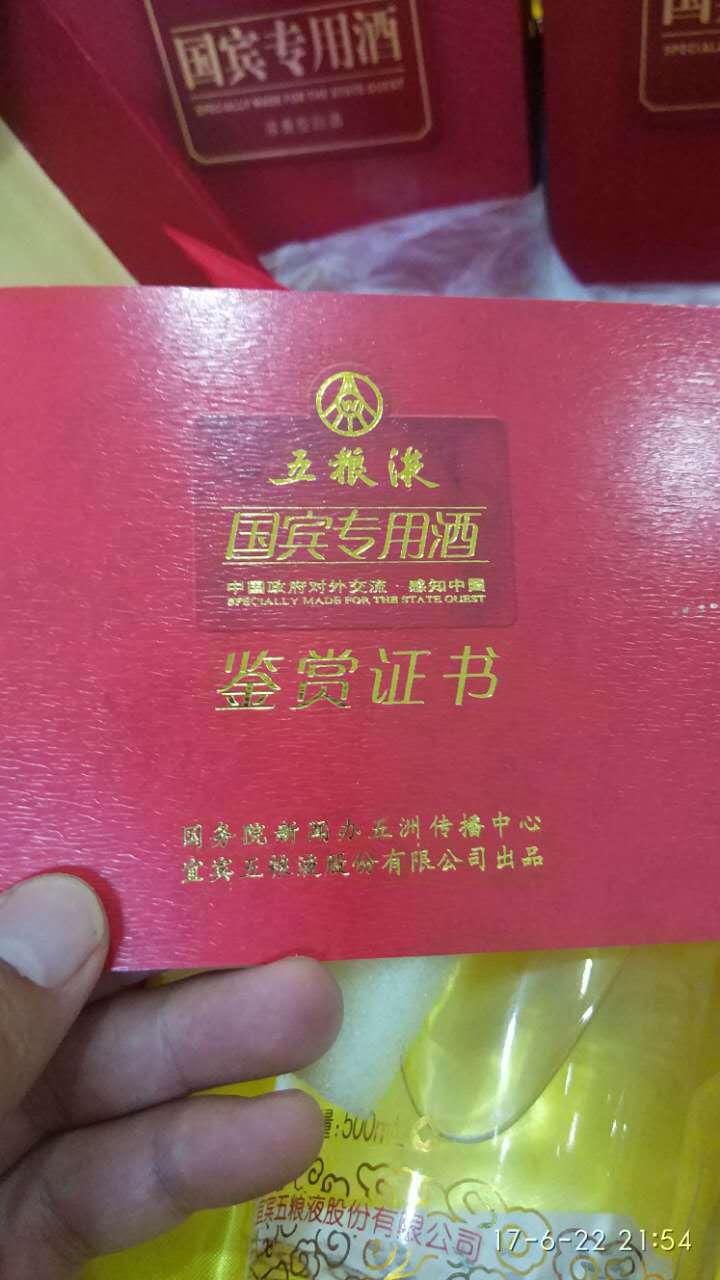 国宾专用酒
SPECIALLY MADE FOR THE STATE GUEST
国宾
SPECIALLY
五粮液
国宾专用酒
中国政府对外交流·感知中国
SPECIALLY MADE FOR THE STATE GUEST
鉴赏证书
国务院新闻办五洲传播中心
宜宾五粮液股份有限公司出品
量:500mL
宜宾五粮液股份有限公司
17-6-22 21:54